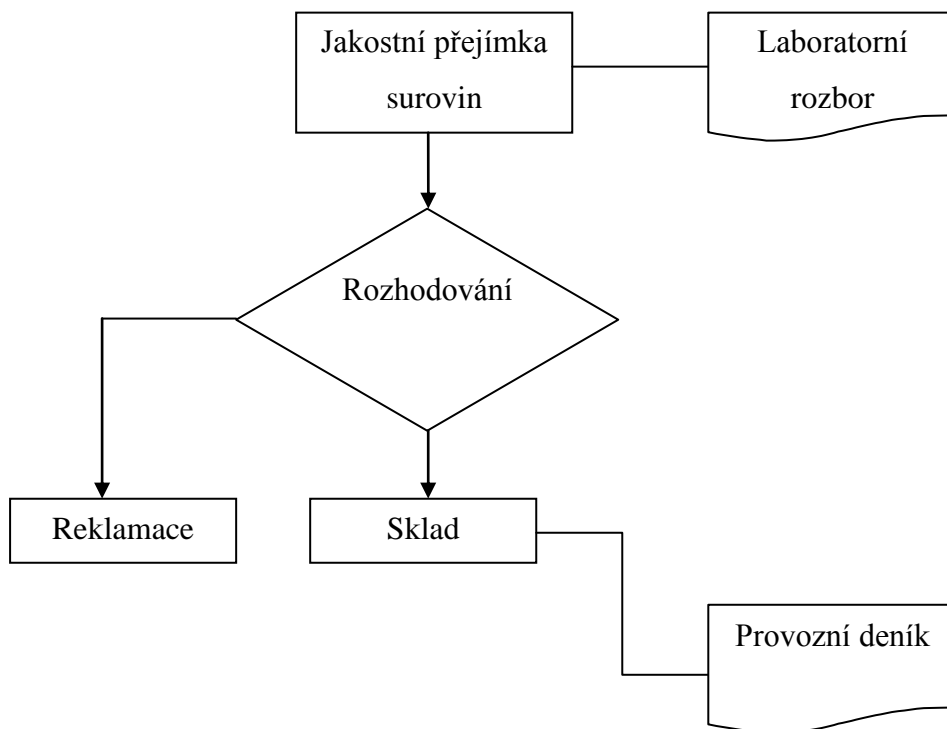 Jakostní přejímka
surovin
Laboratorní
rozbor
Rozhodování
Reklamace
Sklad
Provozní deník